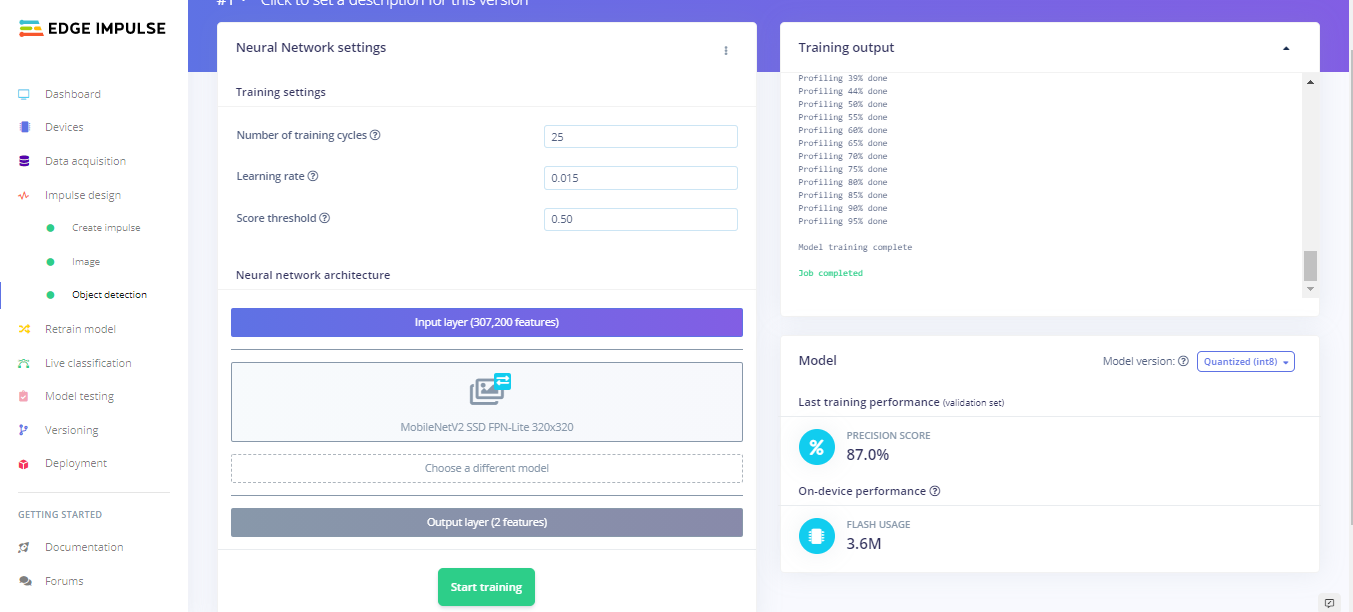 #1
Click to set a description for this version
EDGE IMPULSE
Dashboard
Devices
Data acquisition
Impulse design
Create impulse
Image
Object detection
Retrain model
Live classification
Model testing
Versioning
Deployment
GETTING STARTED
Documentation
Forums
Neural Network settings
Training settings
Number of training cycles
25
Learning rate
0.015
Score threshold
0.50
Neural network architecture
Input layer (307,200 features)
MobileNetV2 SSD FPN-Lite 320x320
Choose a different model
Output layer (2 features)
Start training
Training output
Profiling 39% done
Profiling 44% done
Profiling 50% done
Profiling 55% done
Profiling 60% done
Profiling 65% done
Profiling 70% done
Profiling 75% done
Profiling 80% done
Profiling 85% done
Profiling 90% done
Profiling 95% done
Model training complete
Job completed
Model
Model version:
Quantized (int8)
Last training performance (validation set)
%
PRECISION SCORE
87.0%
On-device performance
FLASH USAGE
3.6M